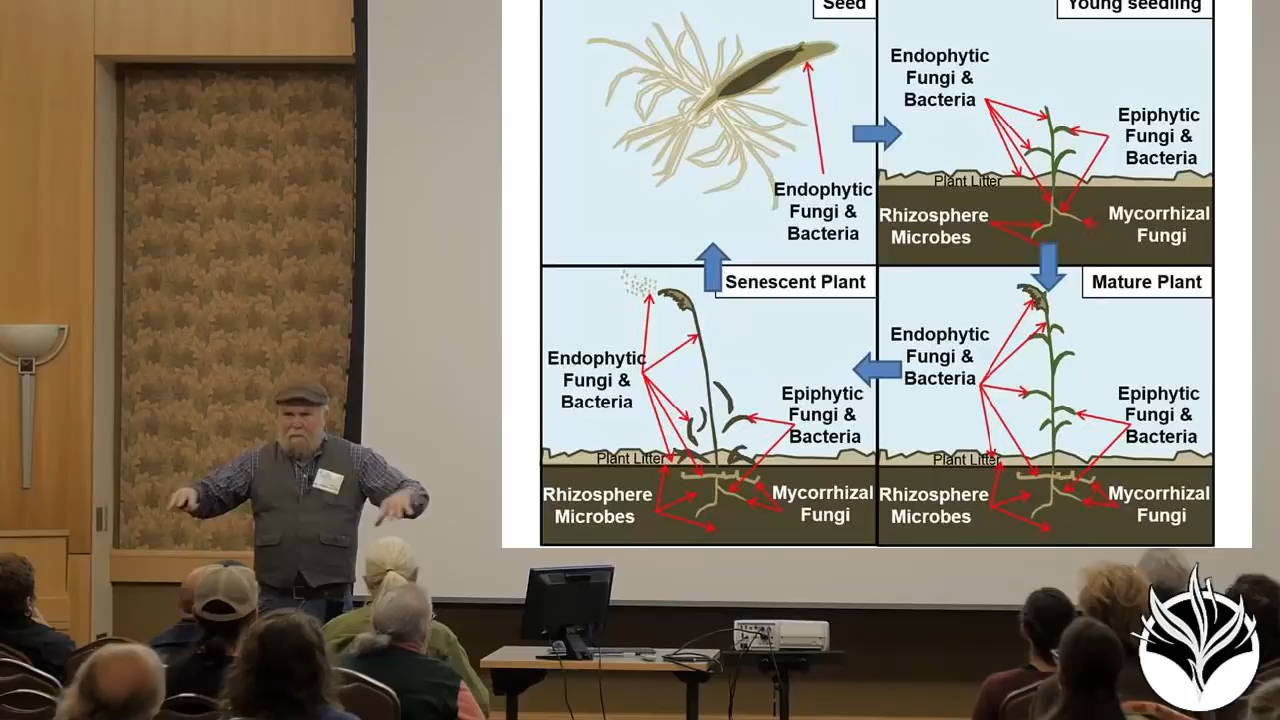 Seed
Endophytic
Fungi &
Bacteria
Young seedling
Endophytic
Fungi &
Bacteria
Epiphytic
Fungi &
Bacteria
Plant Litter
Rhizosphere
Microbes
Mycorrhizal
Fungi
Senescent Plant
Endophytic
Fungi &
Bacteria
Epiphytic
Fungi &
Bacteria
Plant Litter
Rhizosphere
Microbes
Mycorrhizal
Fungi
Mature Plant
Endophytic
Fungi &
Bacteria
Epiphytic
Fungi &
Bacteria
Plant Litter
Rhizosphere
Microbes
Mycorrhizal
Fungi